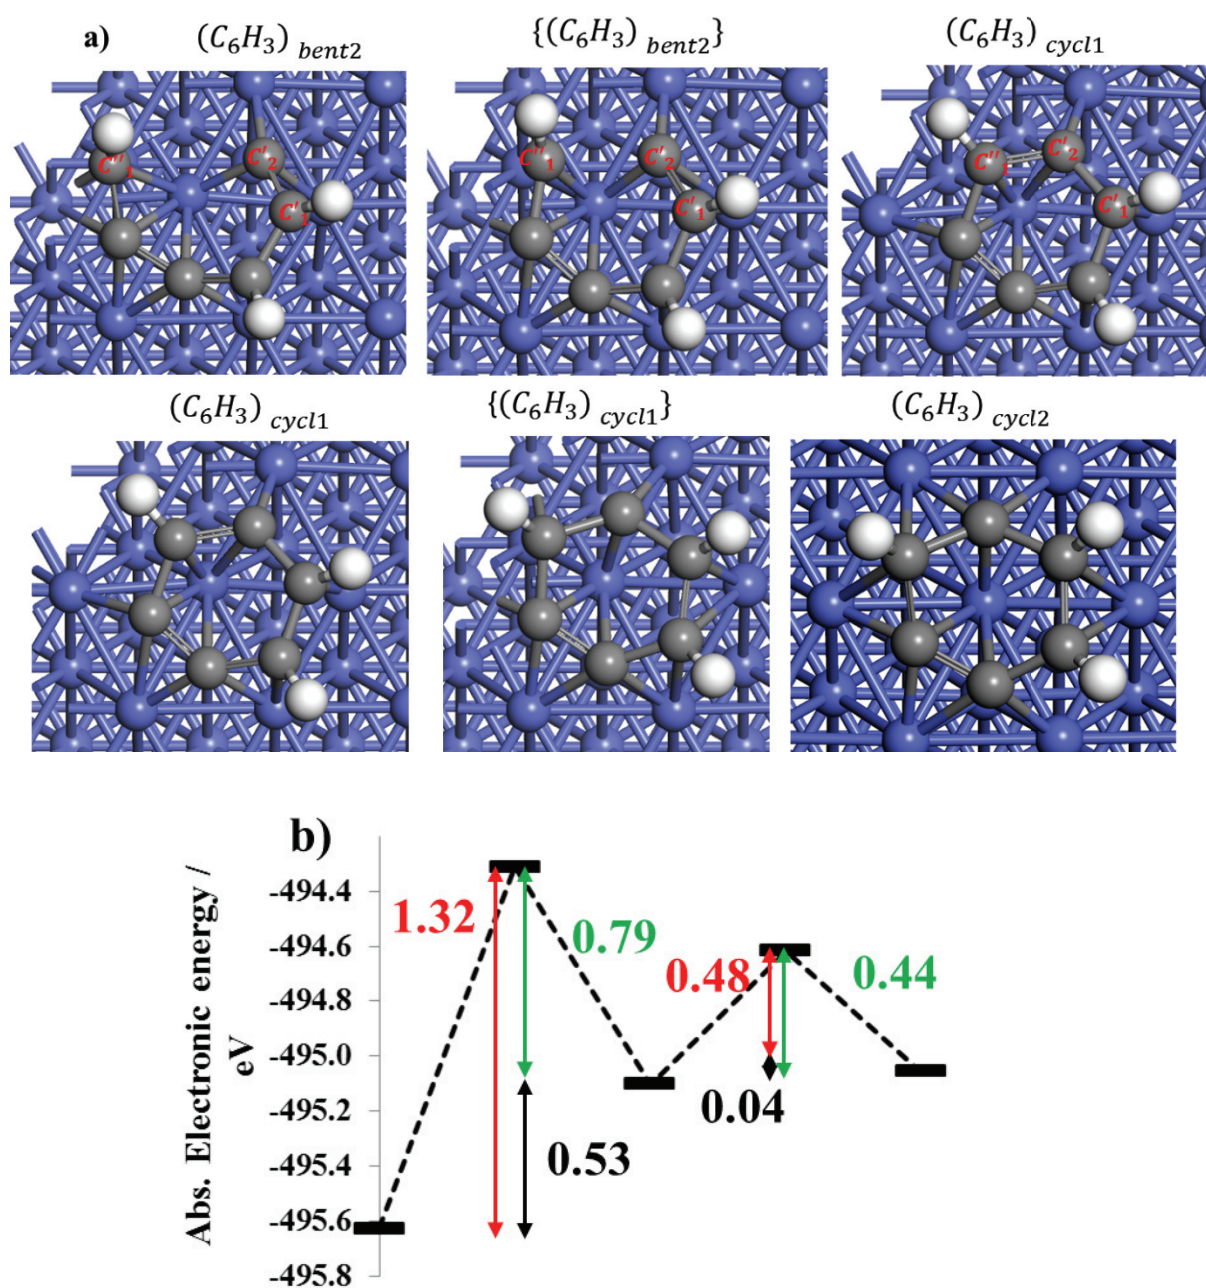 a) (C₆H₃) bent2 {(C₆H₃) bent2} (C₆H₃) cycl1
C''₁ C'₂ C'₁
C''₁ C'₂ C'₁
C''₁ C'₂ C'₁
(C₆H₃) cycl1 {(C₆H₃) cycl1} (C₆H₃) cycl2
b)
Abs. Electronic energy /
eV
-494.4
-494.6
-494.8
-495.0
-495.2
-495.4
-495.6
-495.8
1.32
0.79
0.53
0.48
0.44
0.04